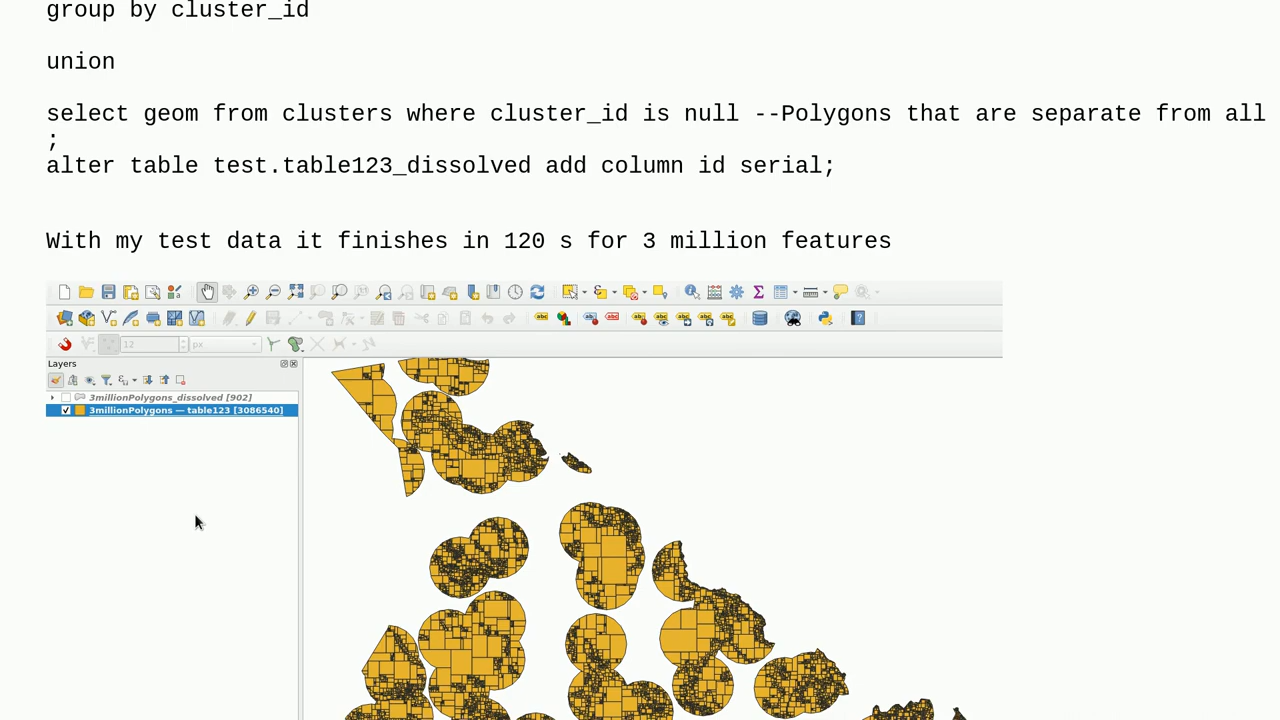 group by cluster_id
union
select geom from clusters where cluster_id is null --Polygons that are separate from all
;
alter table test.table123_dissolved add column id serial;
With my test data it finishes in 120 s for 3 million features
12
px
Layers
3millionPolygons_dissolved [902]
3millionPolygons — table123 [3086540]